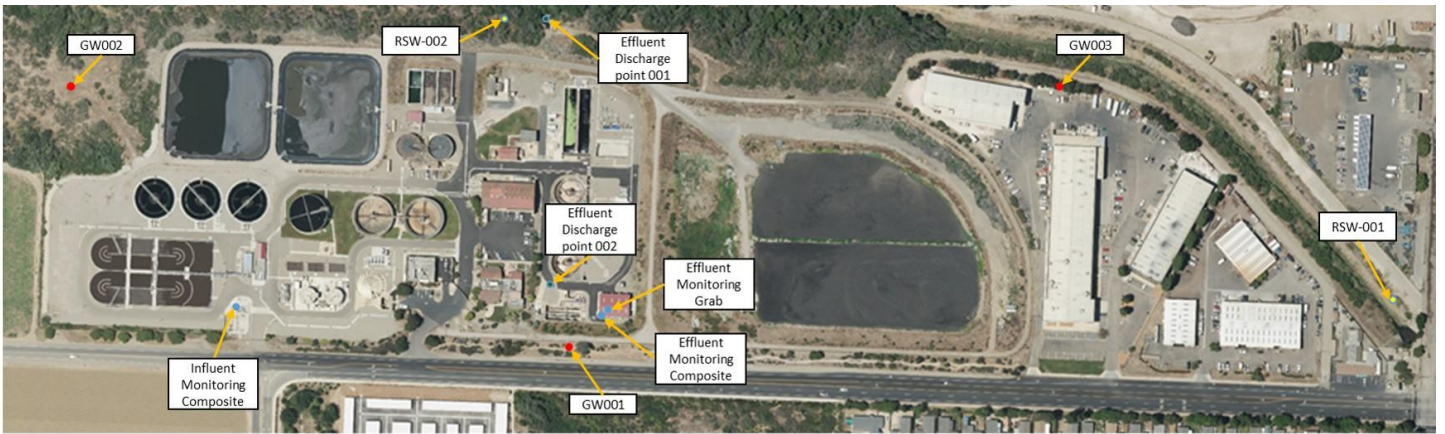 GW002
RSW-002
Effluent
Discharge
point 001
GW003
RSW-001
Effluent
Discharge
point 002
Effluent
Monitoring
Grab
Effluent
Monitoring
Composite
Influent
Monitoring
Composite
GW001